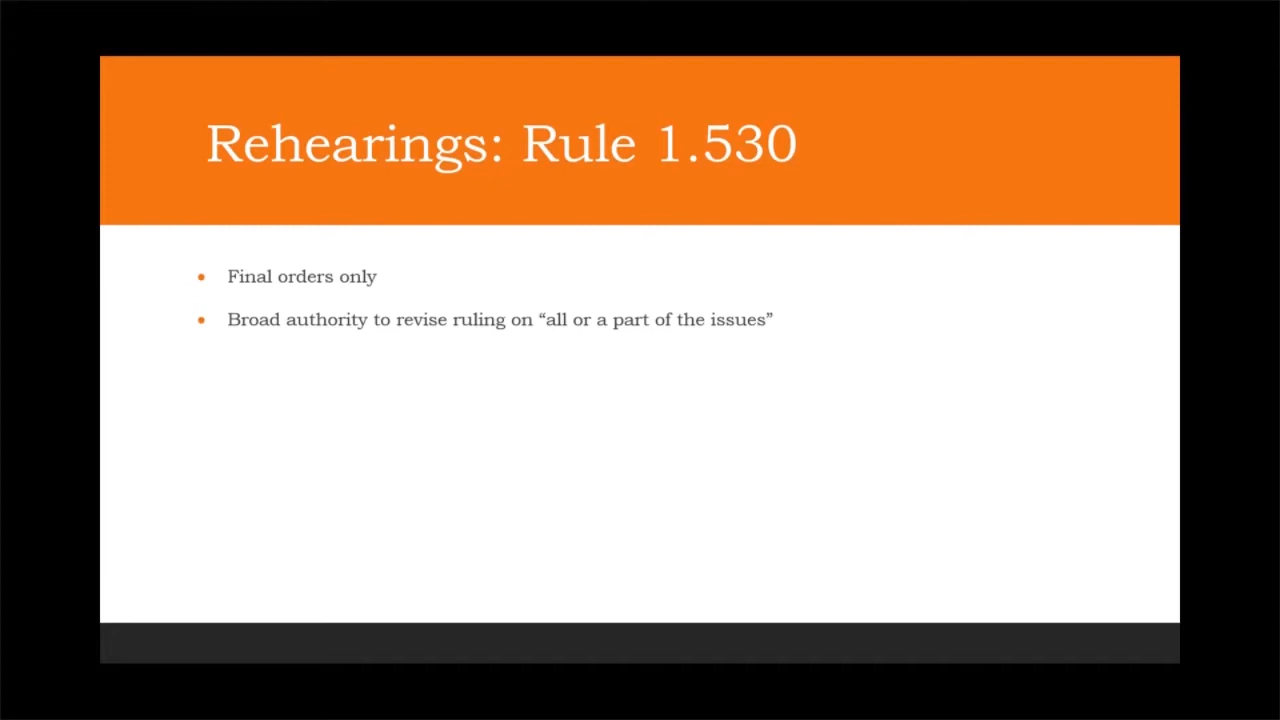 Rehearings: Rule 1.530
• Final orders only
• Broad authority to revise ruling on “all or a part of the issues”